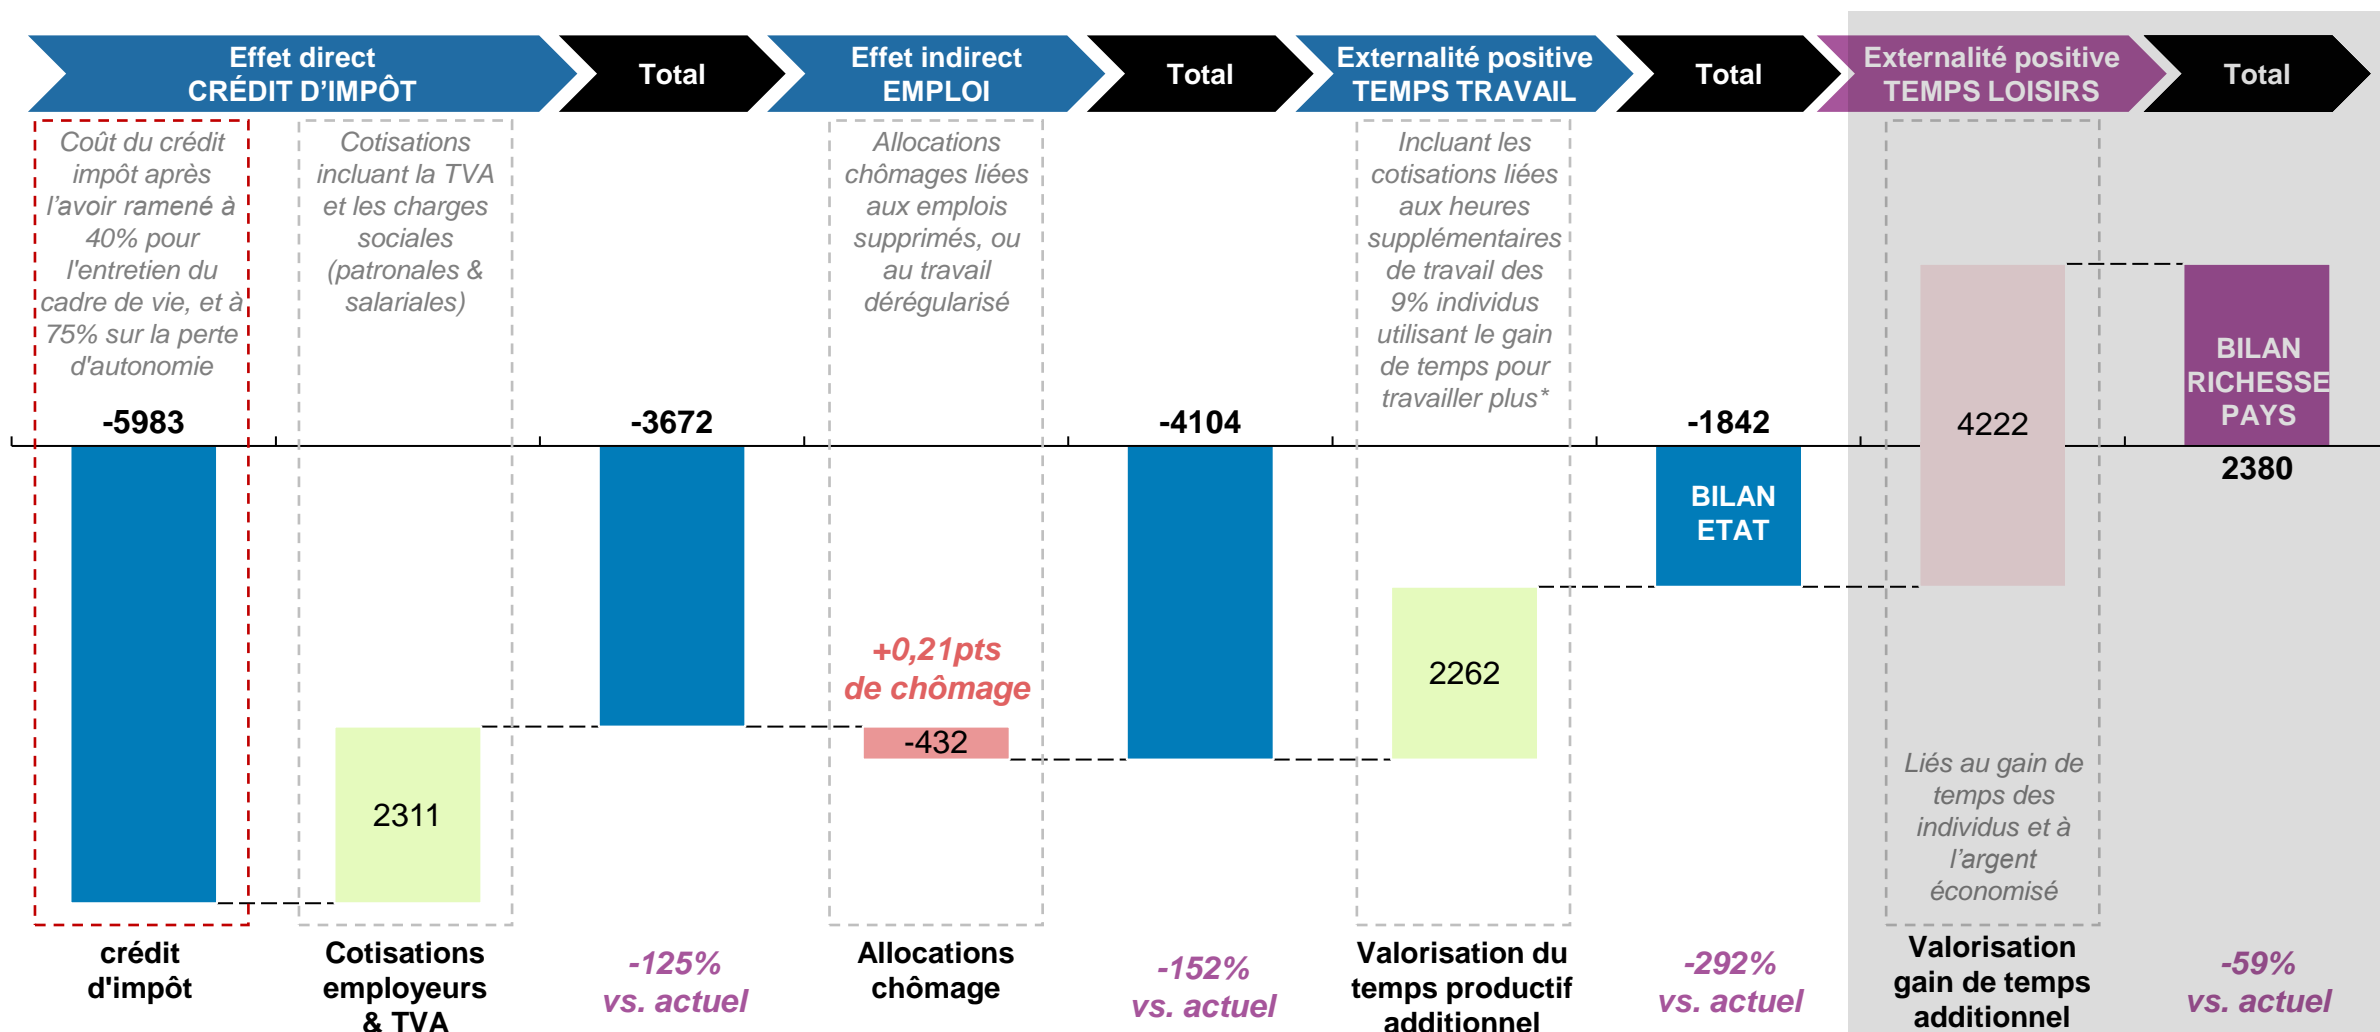 Effet direct
CRÉDIT D’IMPÔT
Total
Effet indirect
EMPLOI
Total
Externalité positive
TEMPS TRAVAIL
Total
Externalité positive
TEMPS LOISIRS
Total
Coût du crédit
impôt après
l’avoir ramené à
40% pour
l'entretien du
cadre de vie, et à
75% sur la perte
d'autonomie
Cotisations
incluant la TVA
et les charges
sociales
(patronales &
salariales)
Allocations
chômages liées
aux emplois
supprimés, ou
au travail
dérégularisé
Incluant les
cotisations liées
aux heures
supplémentaires
de travail des
9% individus
utilisant le gain
de temps pour
travailler plus*
-5983
-3672
-4104
-1842
4222
BILAN
RICHESSE
PAYS
2380
BILAN
ETAT
+0,21pts
de chômage
-432
2262
2311
Liés au gain de
temps des
individus et à
l’argent
économisé
crédit
d'impôt
Cotisations
employeurs
& TVA
-125%
vs. actuel
Allocations
chômage
-152%
vs. actuel
Valorisation du
temps productif
additionnel
-292%
vs. actuel
Valorisation
gain de temps
additionnel
-59%
vs. actuel